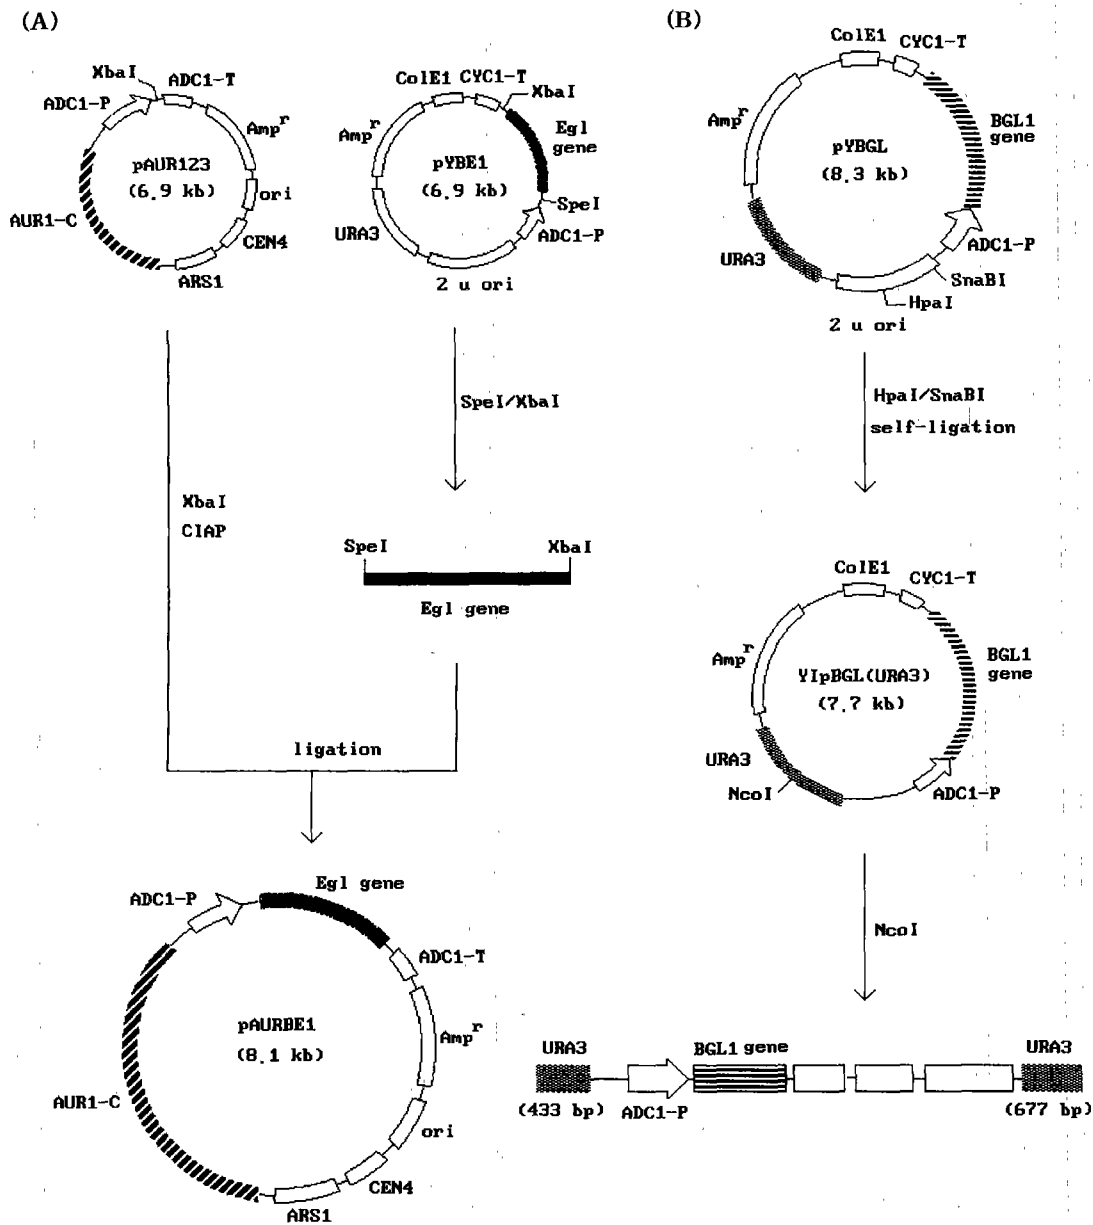 (A)
XbaI
ADC1-T
ADC1-P
Amp^r
pAUR123
(6.9 kb)
ori
AUR1-C
CEN4
ARS1
ColE1
CYC1-T
XbaI
Amp^r
Egl
gene
pYBE1
(6.9 kb)
SpeI
URA3
ADC1-P
2 u ori
SpeI/XbaI
XbaI
CIAP
SpeI
XbaI
Egl gene
ligation
Egl gene
ADC1-P
ADC1-T
pAURBE1
(8.1 kb)
Amp^r
AUR1-C
ori
CEN4
ARS1
(B)
ColE1
CYC1-T
Amp^r
BGL1
gene
pYBGL
(8.3 kb)
URA3
ADC1-P
SnaBI
HpaI
2 u ori
HpaI/SnaBI
self-ligation
ColE1
CYC1-T
Amp^r
BGL1
gene
YIpBGL(URA3)
(7.7 kb)
URA3
NcoI
ADC1-P
NcoI
URA3
BGL1 gene
URA3
(433 bp)
ADC1-P
(677 bp)